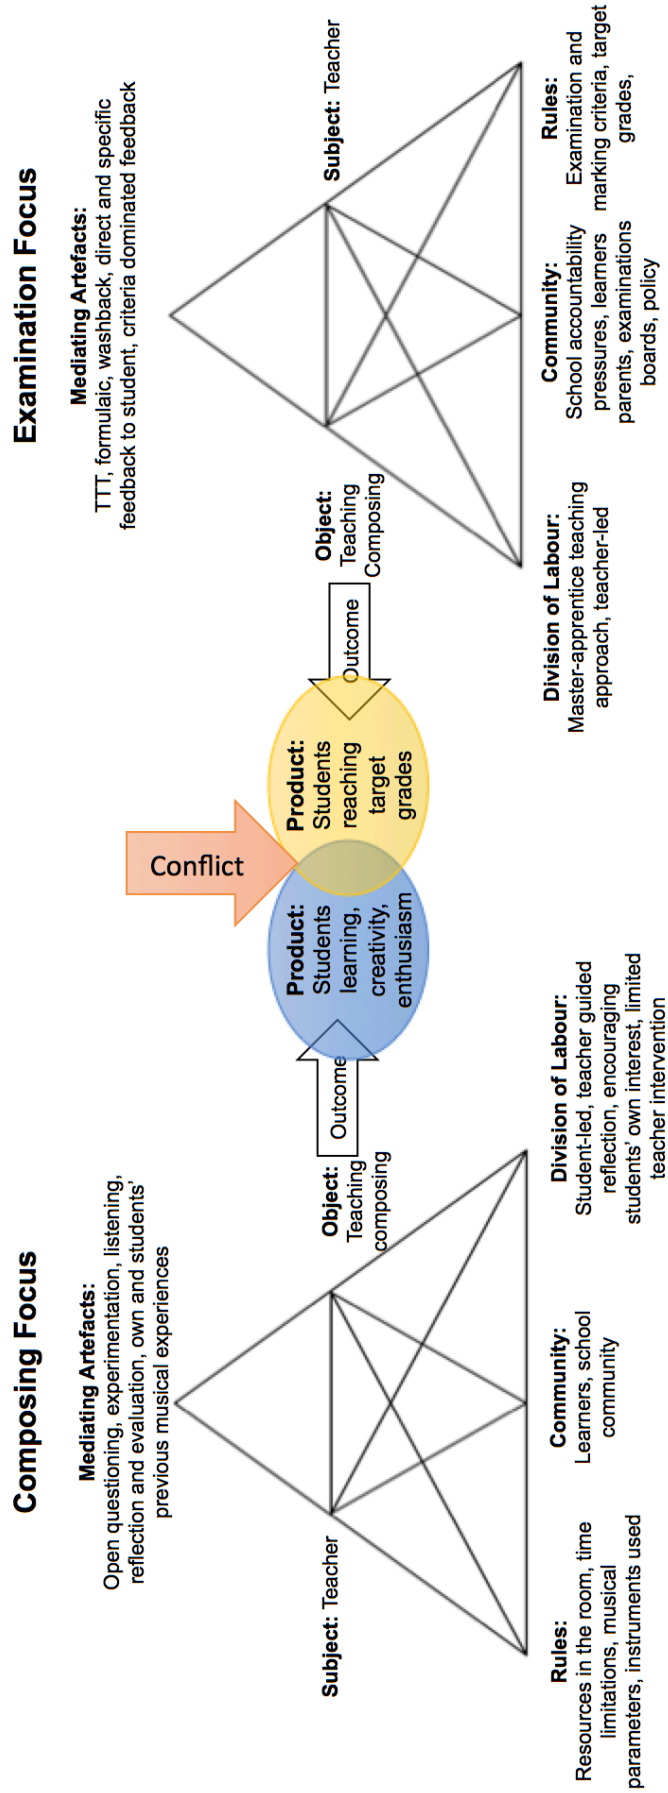 Composing Focus
Mediating Artefacts:
Open questioning, experimentation, listening,
reflection and evaluation, own and students’
previous musical experiences
Subject: Teacher
Object:
Teaching
composing
Outcome
Rules:
Resources in the room, time
limitations, musical
parameters, instruments used
Community:
Learners, school
community
Division of Labour:
Student-led, teacher guided
reflection, encouraging
students’ own interest, limited
teacher intervention
Conflict
Product:
Students
learning,
creativity,
enthusiasm
Product:
Students
reaching
target
grades
Examination Focus
Mediating Artefacts:
TTT, formulaic, washback, direct and specific
feedback to student, criteria dominated feedback
Outcome
Object:
Teaching
Composing
Subject: Teacher
Division of Labour:
Master-apprentice teaching
approach, teacher-led
Community:
School accountability
pressures, learners
parents, examinations
boards, policy
Rules:
Examination and
marking criteria, target
grades,